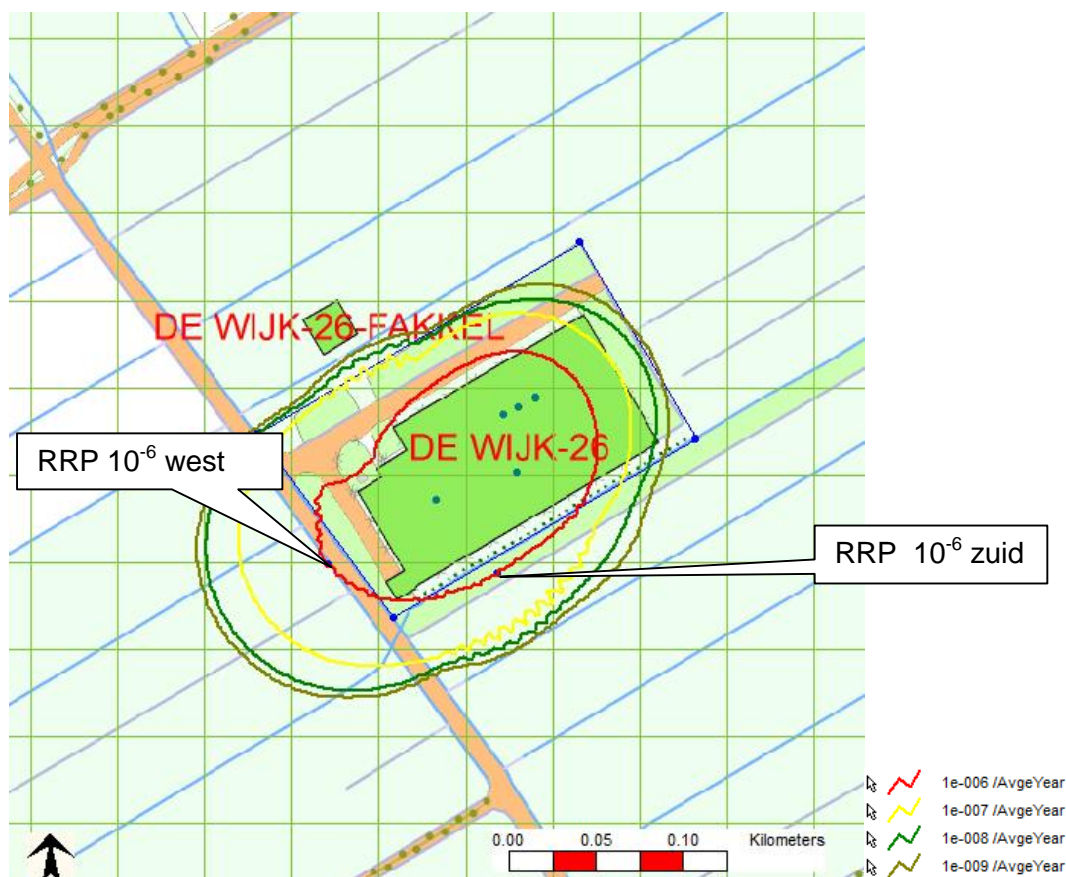 DE WIJK-26-FAKKEL
DE WIJK-26
RRP 10⁻⁶ west
RRP 10⁻⁶ zuid
1e-006 /AvgeYear
1e-007 /AvgeYear
1e-008 /AvgeYear
1e-009 /AvgeYear
0.00 0.05 0.10 Kilometers